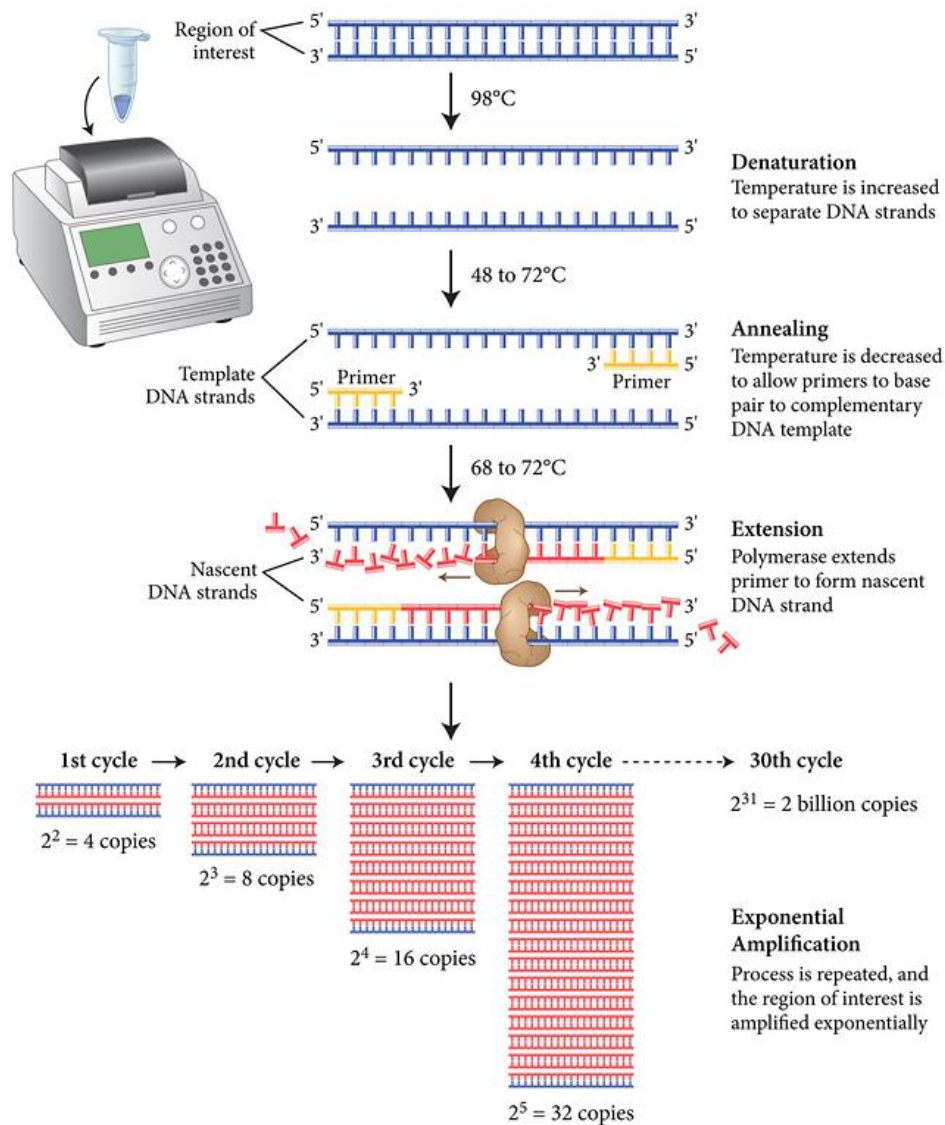 Region of
interest
5' 3'
3' 5'
98°C
5' 3'
3' 5'
Denaturation
Temperature is increased
to separate DNA strands
48 to 72°C
5' 3'
3' 5'
Primer
Template
DNA strands
Primer
5' 3'
3' 5'
Annealing
Temperature is decreased
to allow primers to base
pair to complementary
DNA template
68 to 72°C
5' 3'
3' 5'
Nascent
DNA strands
5' 3'
3' 5'
Extension
Polymerase extends
primer to form nascent
DNA strand
1st cycle
2nd cycle
3rd cycle
4th cycle
30th cycle
2² = 4 copies
2³ = 8 copies
2⁴ = 16 copies
2⁵ = 32 copies
2³¹ = 2 billion copies
Exponential
Amplification
Process is repeated, and
the region of interest is
amplified exponentially